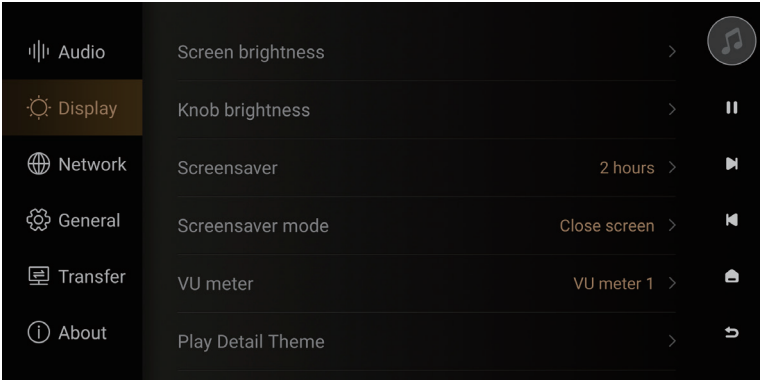 Audio
Display
Network
General
Transfer
About
Screen brightness
Knob brightness
Screensaver 2 hours
Screensaver mode Close screen
VU meter VU meter 1
Play Detail Theme